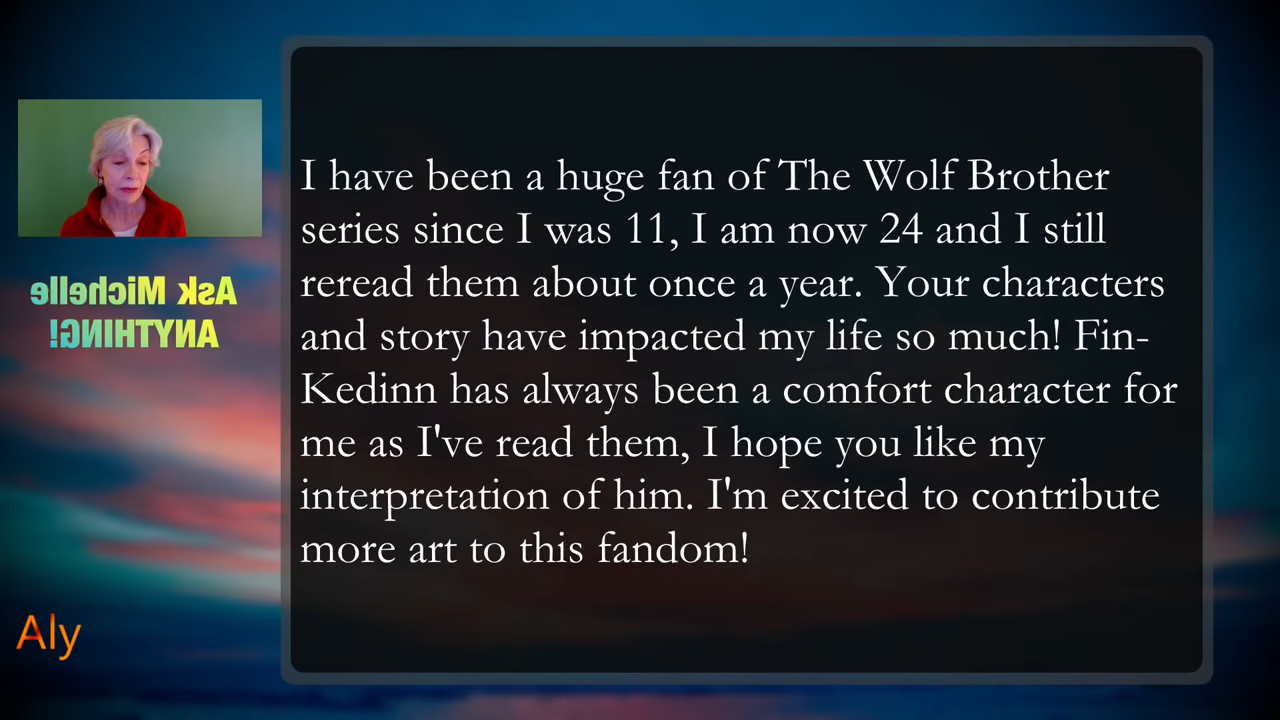 Ask Michelle
ANYTHING!
I have been a huge fan of The Wolf Brother
series since I was 11, I am now 24 and I still
reread them about once a year. Your characters
and story have impacted my life so much! Fin-
Kedinn has always been a comfort character for
me as I've read them, I hope you like my
interpretation of him. I'm excited to contribute
more art to this fandom!
Aly